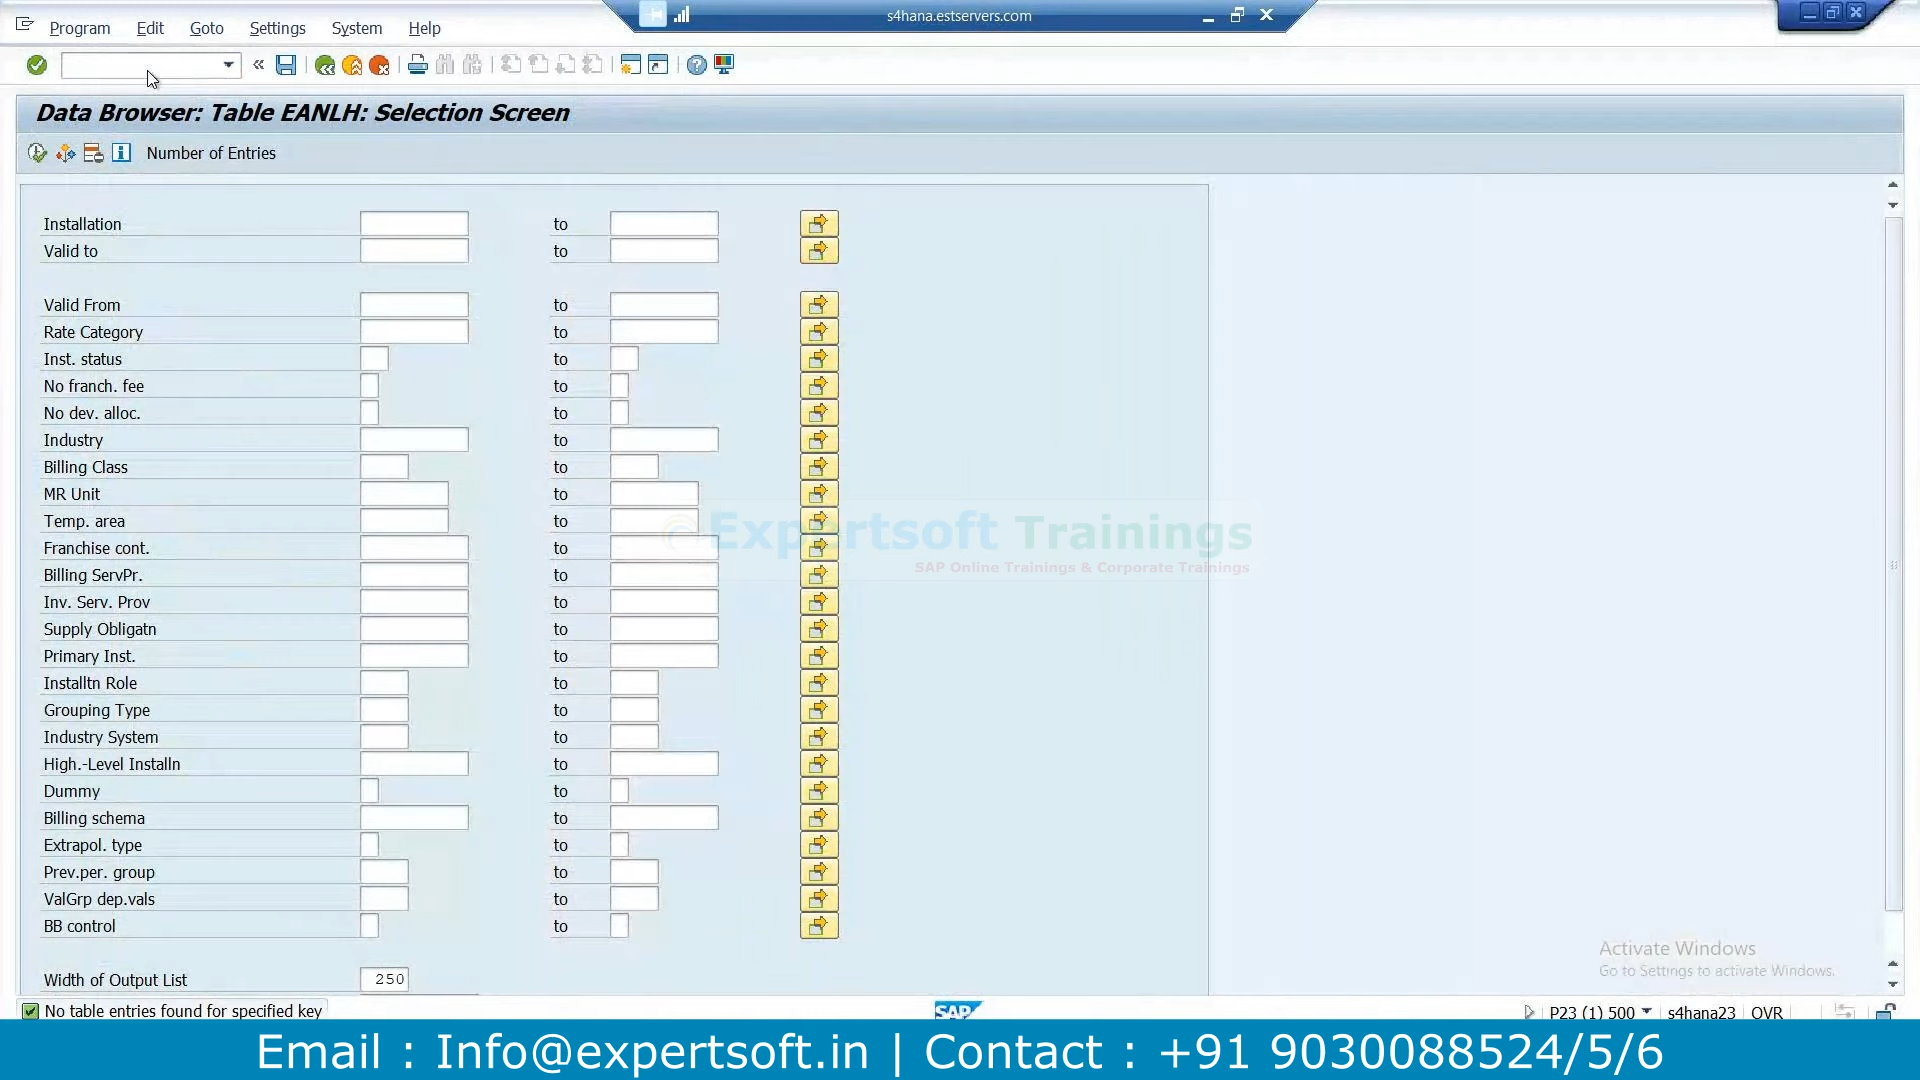 s4hana.estservers.com
Program Edit Goto Settings System Help
Data Browser: Table EANLH: Selection Screen
Number of Entries
Installation to
Valid to to
Valid From to
Rate Category to
Inst. status to
No franch. fee to
No dev. alloc. to
Industry to
Billing Class to
MR Unit to
Temp. area to
Franchise cont. to
Billing ServPr. to
Inv. Serv. Prov to
Supply Obligatn to
Primary Inst. to
Installtn Role to
Grouping Type to
Industry System to
High.-Level Installn to
Dummy to
Billing schema to
Extrapol. type to
Prev.per. group to
ValGrp dep.vals to
BB control to
Width of Output List 250
Expertsoft Trainings
SAP Online Trainings & Corporate Trainings
Activate Windows
Go to Settings to activate Windows.
No table entries found for specified key
SAP
P23 (1) 500 s4hana23 OVR
Email : Info@expertsoft.in | Contact : +91 9030088524/5/6